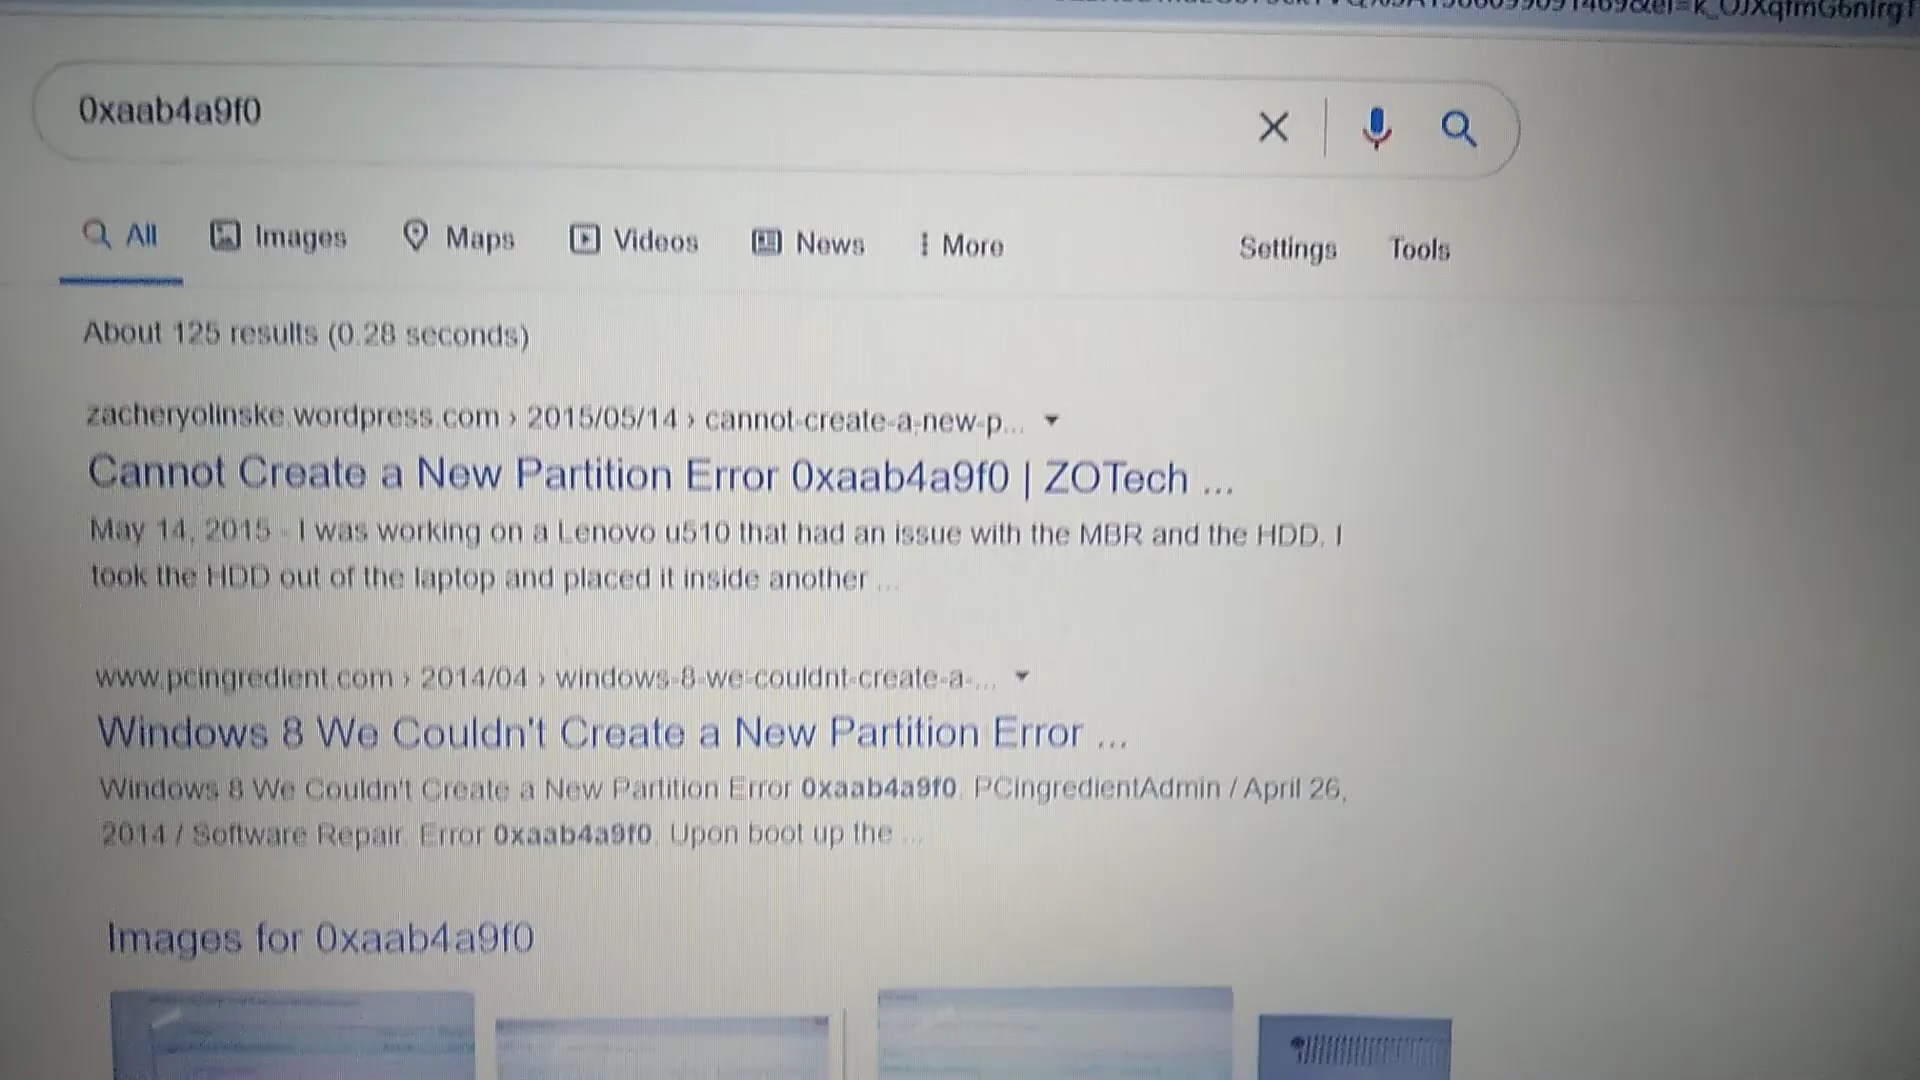 0xaab4a9f0
All Images Maps Videos News More Settings Tools
About 125 results (0.28 seconds)
zacheryolinske.wordpress.com › 2015/05/14 › cannot-create-a-new-p...
Cannot Create a New Partition Error 0xaab4a9f0 | ZOTech ...
May 14, 2015 - I was working on a Lenovo u510 that had an issue with the MBR and the HDD. I
took the HDD out of the laptop and placed it inside another ...
www.pcingredient.com › 2014/04 › windows-8-we-couldnt-create-a-...
Windows 8 We Couldn't Create a New Partition Error ...
Windows 8 We Couldn't Create a New Partition Error 0xaab4a9f0. PCIngredientAdmin / April 26,
2014 / Software Repair. Error 0xaab4a9f0. Upon boot up the ...
Images for 0xaab4a9f0